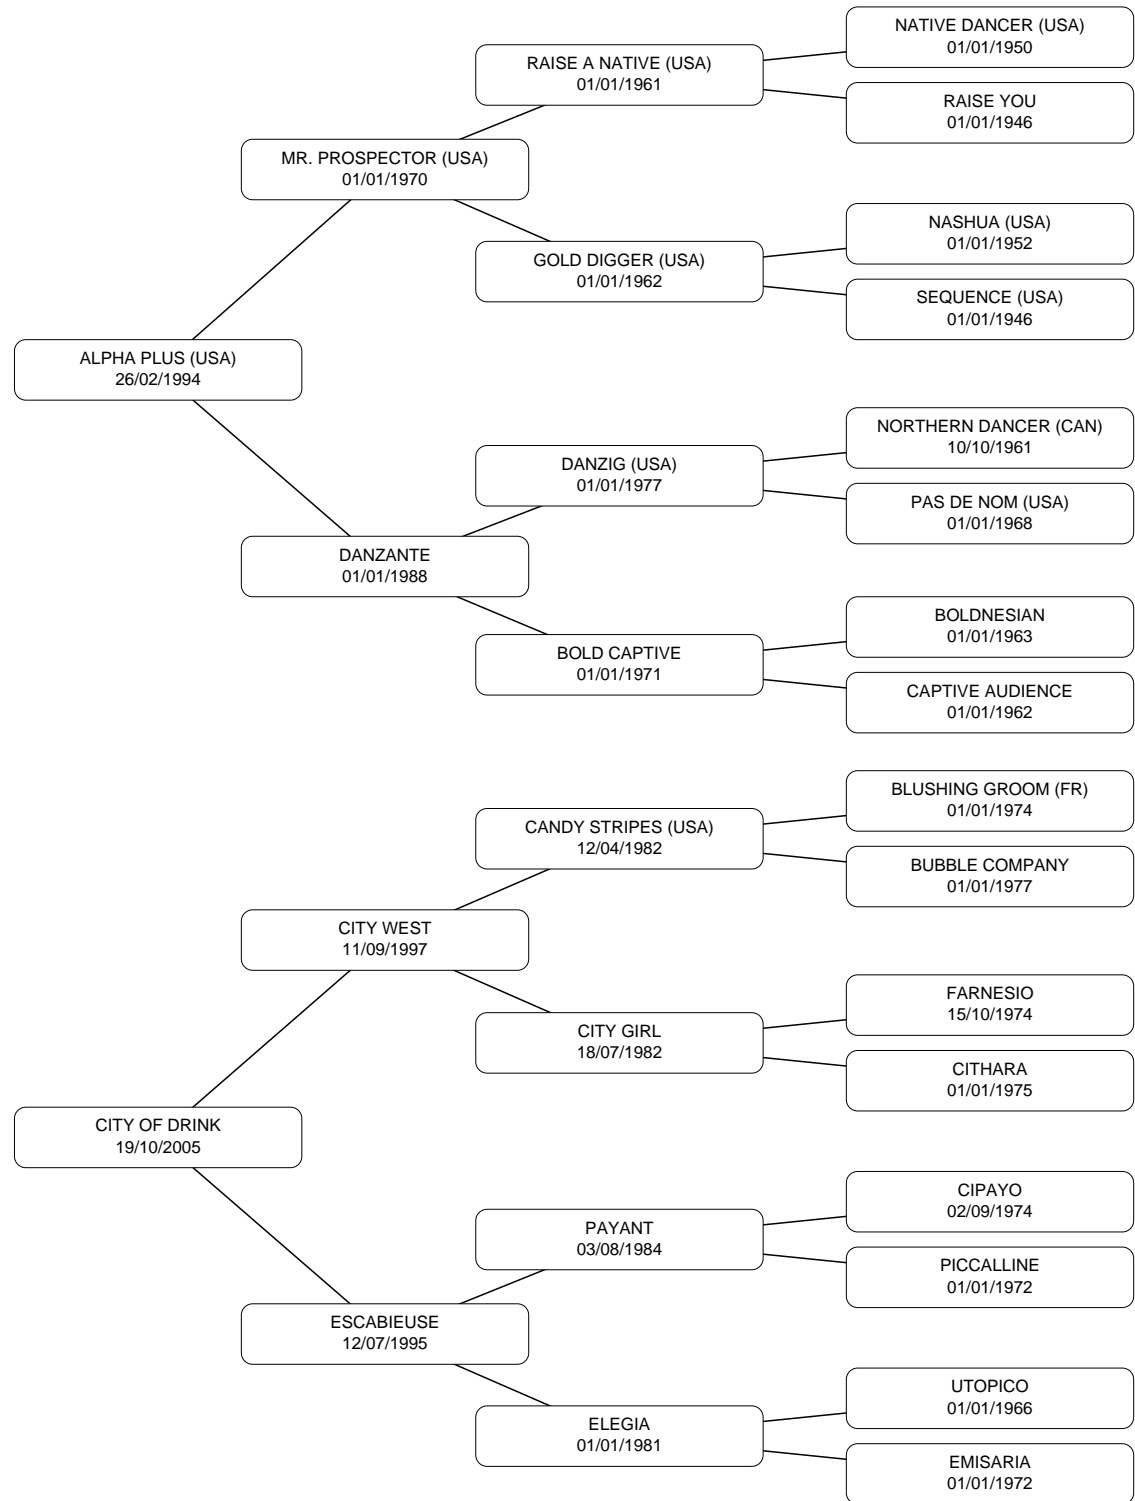 NATIVE DANCER (USA)
01/01/1950
RAISE A NATIVE (USA)
01/01/1961
RAISE YOU
01/01/1946
MR. PROSPECTOR (USA)
01/01/1970
NASHUA (USA)
01/01/1952
GOLD DIGGER (USA)
01/01/1962
SEQUENCE (USA)
01/01/1946
ALPHA PLUS (USA)
26/02/1994
NORTHERN DANCER (CAN)
10/10/1961
DANZIG (USA)
01/01/1977
PAS DE NOM (USA)
01/01/1968
DANZANTE
01/01/1988
BOLDNESIAN
01/01/1963
BOLD CAPTIVE
01/01/1971
CAPTIVE AUDIENCE
01/01/1962
BLUSHING GROOM (FR)
01/01/1974
CANDY STRIPES (USA)
12/04/1982
BUBBLE COMPANY
01/01/1977
CITY WEST
11/09/1997
FARNESIO
15/10/1974
CITY GIRL
18/07/1982
CITHARA
01/01/1975
CITY OF DRINK
19/10/2005
CIPAYO
02/09/1974
PAYANT
03/08/1984
PICCALLINE
01/01/1972
ESCABIEUSE
12/07/1995
UTOPICO
01/01/1966
ELEGIA
01/01/1981
EMISARIA
01/01/1972